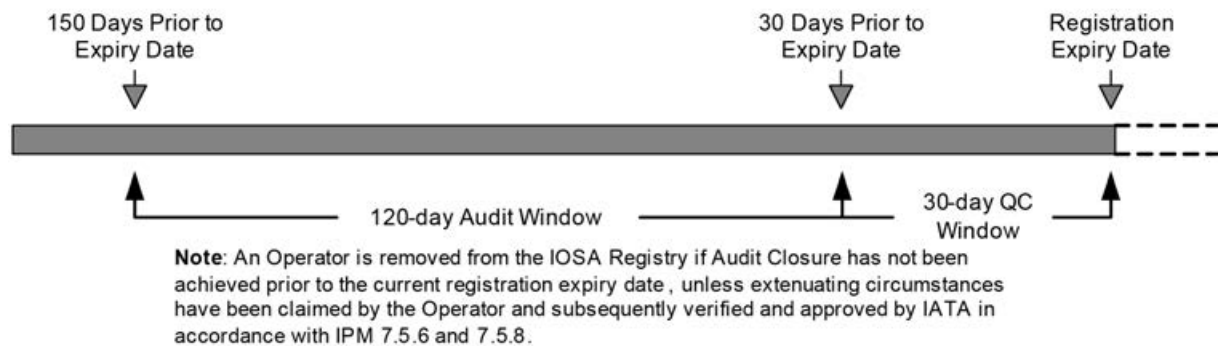 150 Days Prior to
Expiry Date
30 Days Prior to
Expiry Date
Registration
Expiry Date
120-day Audit Window
30-day QC
Window
Note: An Operator is removed from the IOSA Registry if Audit Closure has not been
achieved prior to the current registration expiry date , unless extenuating circumstances
have been claimed by the Operator and subsequently verified and approved by IATA in
accordance with IPM 7.5.6 and 7.5.8.